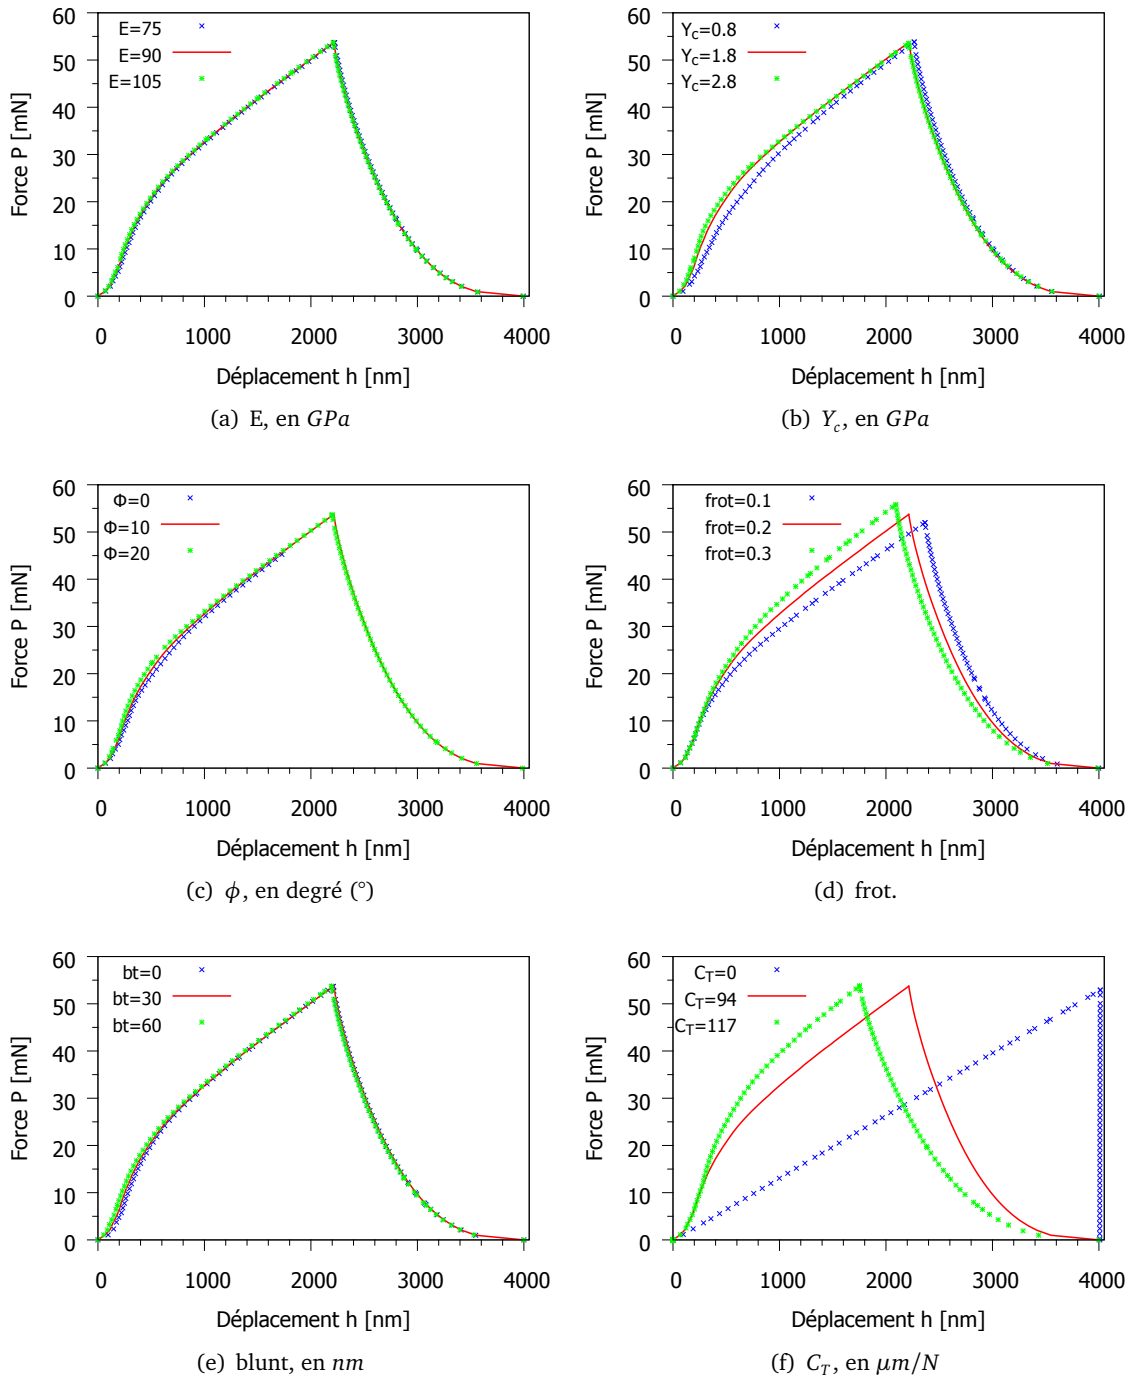 60
50
40
30
20
10
0
Force P [mN]
E=75
E=90
E=105
0 1000 2000 3000 4000
Déplacement h [nm]
(a) E, en GPa
60
50
40
30
20
10
0
Force P [mN]
Yc=0.8
Yc=1.8
Yc=2.8
0 1000 2000 3000 4000
Déplacement h [nm]
(b) Yc, en GPa
60
50
40
30
20
10
0
Force P [mN]
Φ=0
Φ=10
Φ=20
0 1000 2000 3000 4000
Déplacement h [nm]
(c) ϕ, en degré (°)
60
50
40
30
20
10
0
Force P [mN]
frot=0.1
frot=0.2
frot=0.3
0 1000 2000 3000 4000
Déplacement h [nm]
(d) frot.
60
50
40
30
20
10
0
Force P [mN]
bt=0
bt=30
bt=60
0 1000 2000 3000 4000
Déplacement h [nm]
(e) blunt, en nm
60
50
40
30
20
10
0
Force P [mN]
CT=0
CT=94
CT=117
0 1000 2000 3000 4000
Déplacement h [nm]
(f) CT, en μm/N